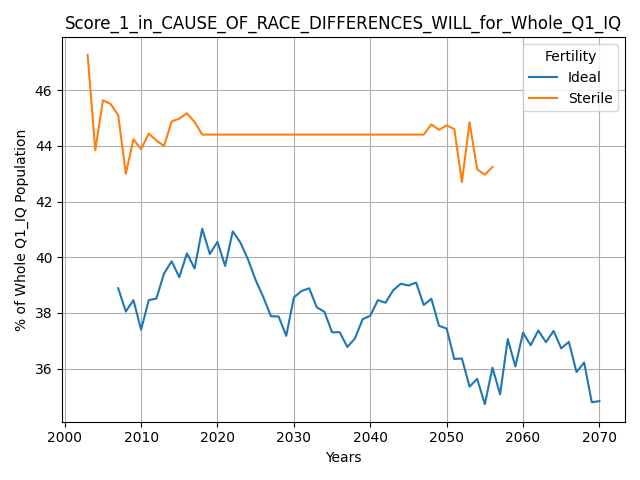 Score_1_in_CAUSE_OF_RACE_DIFFERENCES_WILL_for_Whole_Q1_IQ
Fertility
Ideal
Sterile
% of Whole Q1_IQ Population
46
44
42
40
38
36
2000 2010 2020 2030 2040 2050 2060 2070
Years